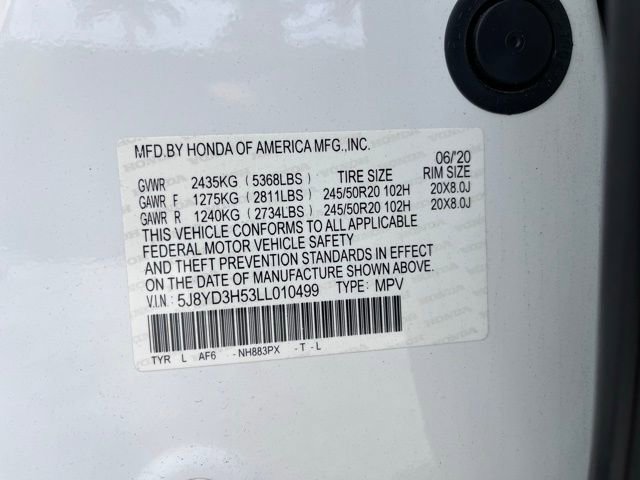 MFD.BY HONDA OF AMERICA MFG.,INC.
06/'20
GVWR 2435KG (5368LBS) TIRE SIZE RIM SIZE
GAWR F 1275KG (2811LBS) 245/50R20 102H 20X8.0J
GAWR R 1240KG (2734LBS) 245/50R20 102H 20X8.0J
THIS VEHICLE CONFORMS TO ALL APPLICABLE
FEDERAL MOTOR VEHICLE SAFETY
AND THEFT PREVENTION STANDARDS IN EFFECT
ON THE DATE OF MANUFACTURE SHOWN ABOVE.
V.I.N.: 5J8YD3H53LL010499 TYPE: MPV
TYR L AF6 -NH883PX -T -L